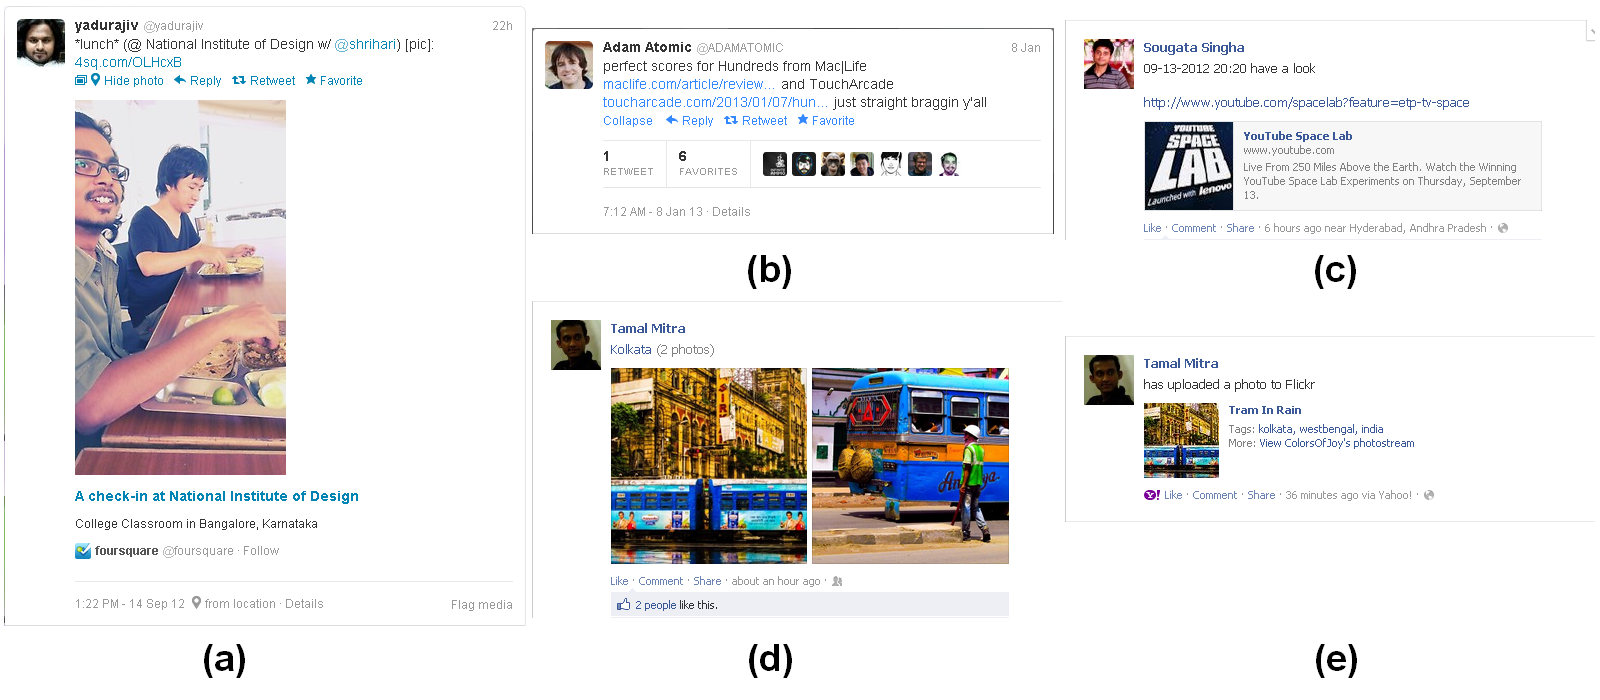 yadurajiv @yadurajiv 22h
*lunch* (@ National Institute of Design w/ @shrihari) [pic]:
4sq.com/OLHcxB
Hide photo Reply Retweet Favorite
A check-in at National Institute of Design
College Classroom in Bangalore, Karnataka
foursquare @foursquare · Follow
1:22 PM - 14 Sep 12 from location · Details Flag media
(a)
Adam Atomic @ADAMATOMIC 8 Jan
perfect scores for Hundreds from Mac|Life
maclife.com/article/review... and TouchArcade
toucharcade.com/2013/01/07/hun... just straight braggin y'all
Collapse Reply Retweet Favorite
1 6
RETWEET FAVORITES
7:12 AM - 8 Jan 13 · Details
(b)
Sougata Singha
09-13-2012 20:20 have a look
http://www.youtube.com/spacelab?feature=etp-tv-space
YOUTUBE
SPACE
LAB
Launched with lenovo
YouTube Space Lab
www.youtube.com
Live From 250 Miles Above the Earth. Watch the Winning
YouTube Space Lab Experiments on Thursday, September
13.
Like · Comment · Share · 6 hours ago near Hyderabad, Andhra Pradesh ·
(c)
Tamal Mitra
Kolkata (2 photos)
Like · Comment · Share · about an hour ago ·
2 people like this.
(d)
Tamal Mitra
has uploaded a photo to Flickr
Tram In Rain
Tags: kolkata, westbengal, india
More: View ColorsOfJoy's photostream
Y! Like · Comment · Share · 36 minutes ago via Yahoo! ·
(e)